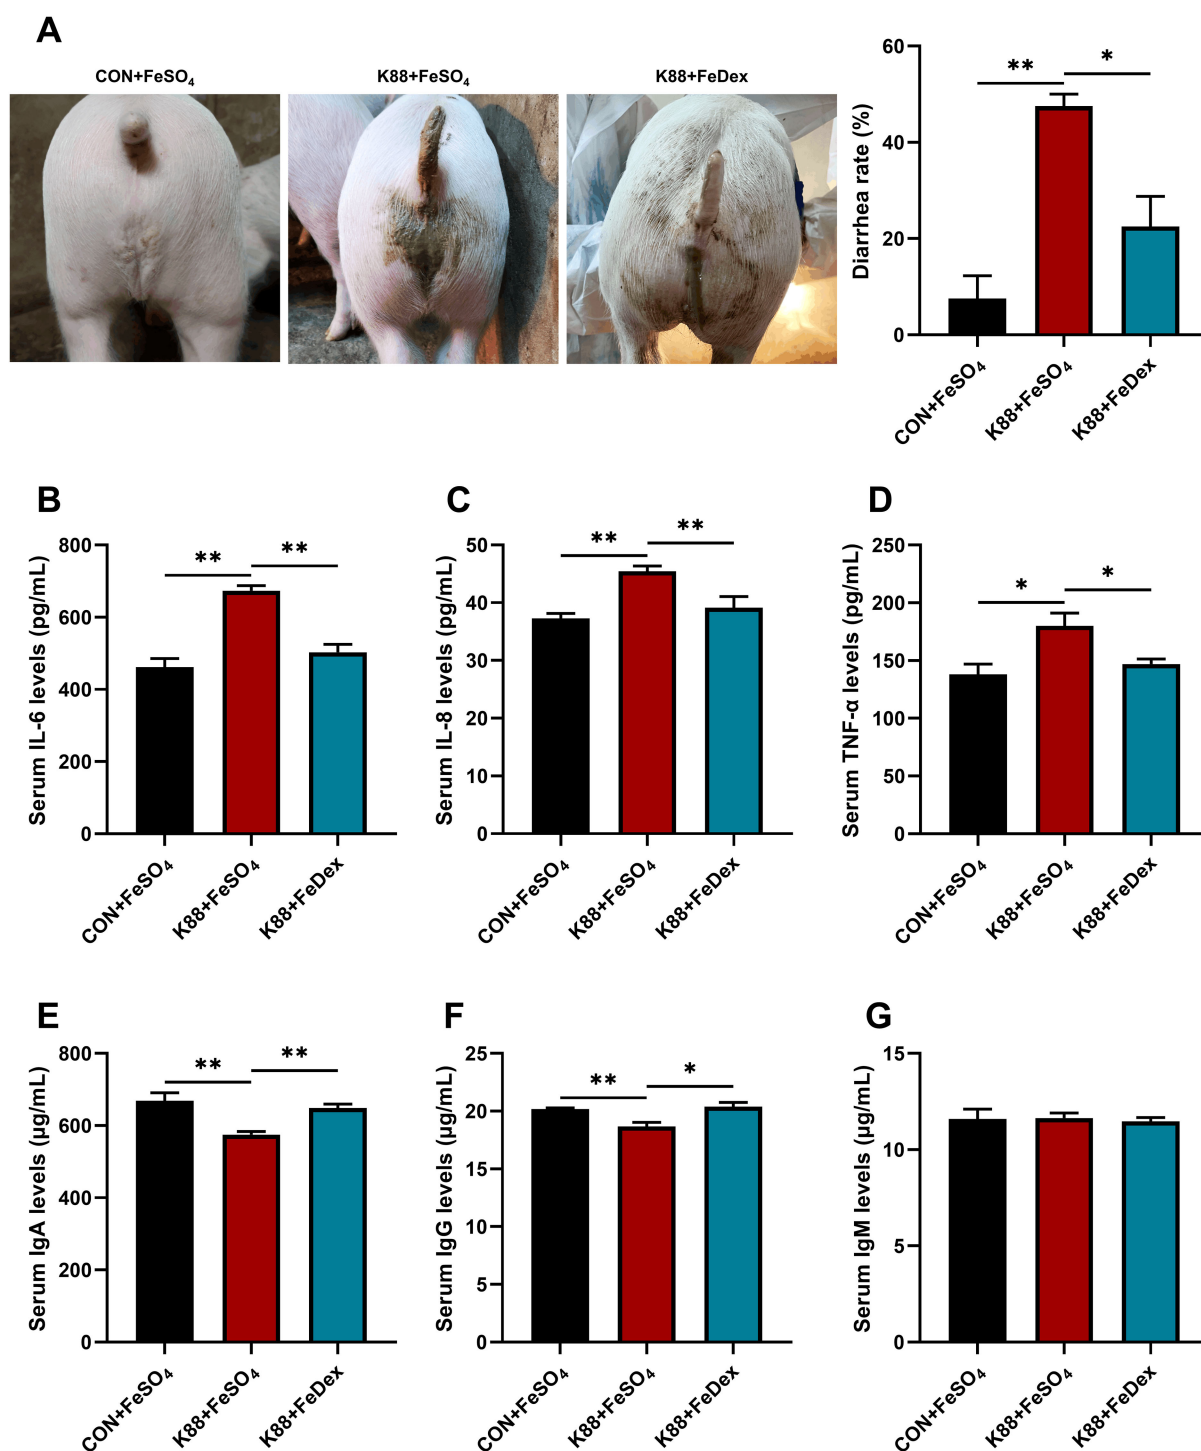 A
CON+FeSO₄
K88+FeSO₄
K88+FeDex
Diarrhea rate (%)
60
40
20
0
**
*
CON+FeSO₄
K88+FeSO₄
K88+FeDex
B
Serum IL-6 levels (pg/mL)
800
600
400
200
0
**
**
CON+FeSO₄
K88+FeSO₄
K88+FeDex
C
Serum IL-8 levels (pg/mL)
50
40
30
20
10
0
**
**
CON+FeSO₄
K88+FeSO₄
K88+FeDex
D
Serum TNF-α levels (pg/mL)
250
200
150
100
50
0
*
*
CON+FeSO₄
K88+FeSO₄
K88+FeDex
E
Serum IgA levels (μg/mL)
800
600
400
200
0
**
**
CON+FeSO₄
K88+FeSO₄
K88+FeDex
F
Serum IgG levels (μg/mL)
25
20
15
10
5
0
**
*
CON+FeSO₄
K88+FeSO₄
K88+FeDex
G
Serum IgM levels (μg/mL)
15
10
5
0
CON+FeSO₄
K88+FeSO₄
K88+FeDex